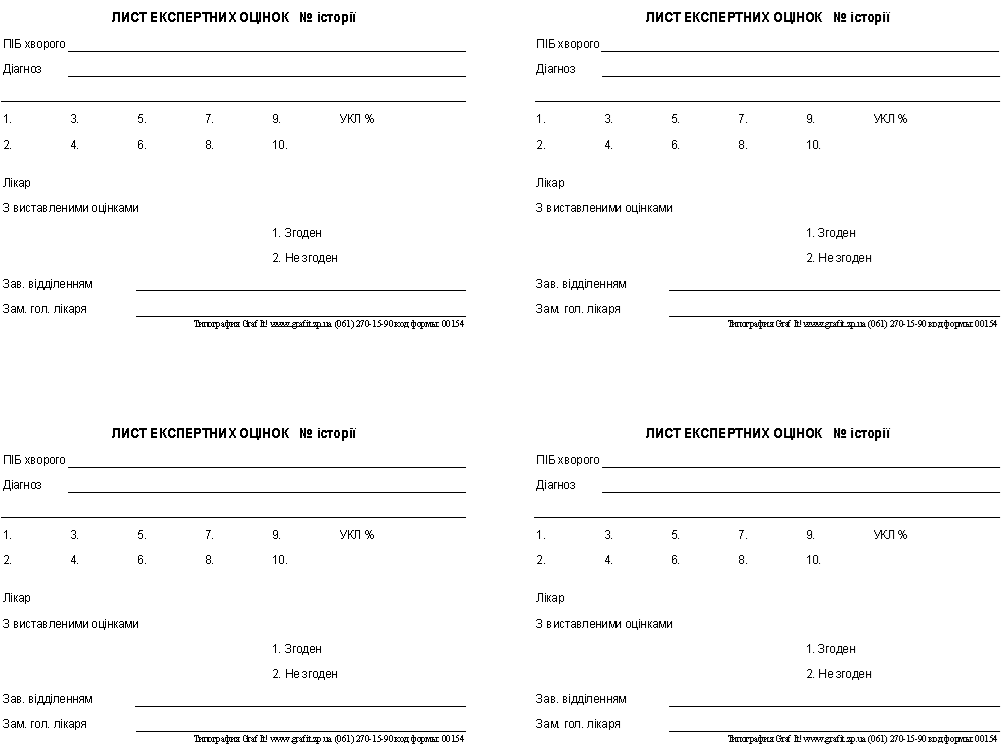 ЛИСТ ЕКСПЕРТНИХ ОЦІНОК № історії
ПІБ хворого
Діагноз
1. 3. 5. 7. 9. УКЛ %
2. 4. 6. 8. 10.
Лікар
З виставленими оцінками
1. Згоден
2. Не згоден
Зав. відділенням
Зам. гол. лікаря
Типография Graf It! www.grafit.zp.ua (061) 270-15-90 код формы: 00154
ЛИСТ ЕКСПЕРТНИХ ОЦІНОК № історії
ПІБ хворого
Діагноз
1. 3. 5. 7. 9. УКЛ %
2. 4. 6. 8. 10.
Лікар
З виставленими оцінками
1. Згоден
2. Не згоден
Зав. відділенням
Зам. гол. лікаря
Типография Graf It! www.grafit.zp.ua (061) 270-15-90 код формы: 00154
ЛИСТ ЕКСПЕРТНИХ ОЦІНОК № історії
ПІБ хворого
Діагноз
1. 3. 5. 7. 9. УКЛ %
2. 4. 6. 8. 10.
Лікар
З виставленими оцінками
1. Згоден
2. Не згоден
Зав. відділенням
Зам. гол. лікаря
Типография Graf It! www.grafit.zp.ua (061) 270-15-90 код формы: 00154
ЛИСТ ЕКСПЕРТНИХ ОЦІНОК № історії
ПІБ хворого
Діагноз
1. 3. 5. 7. 9. УКЛ %
2. 4. 6. 8. 10.
Лікар
З виставленими оцінками
1. Згоден
2. Не згоден
Зав. відділенням
Зам. гол. лікаря
Типография Graf It! www.grafit.zp.ua (061) 270-15-90 код формы: 00154